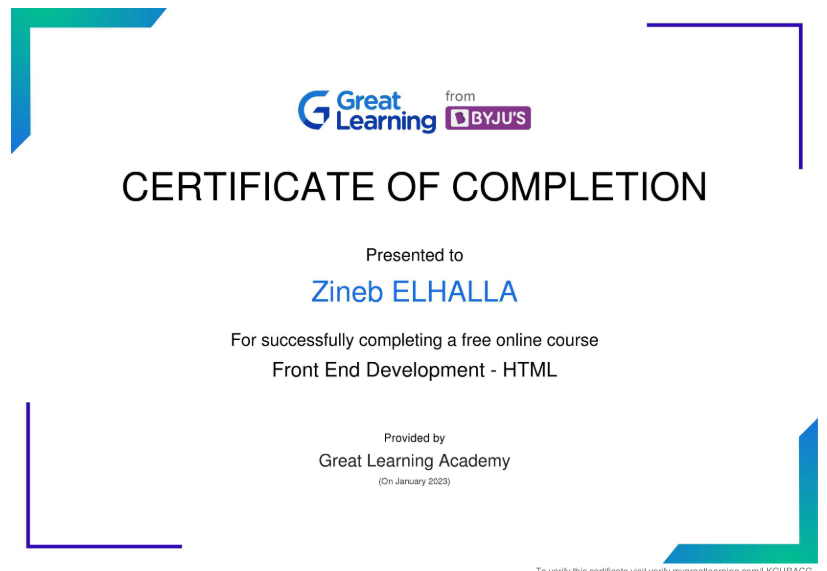 Great
Learning
from
BYJU'S
CERTIFICATE OF COMPLETION
Presented to
Zineb ELHALLA
For successfully completing a free online course
Front End Development - HTML
Provided by
Great Learning Academy
(On January 2023)
To verify this certificate visit verify.mygreatlearning.com/